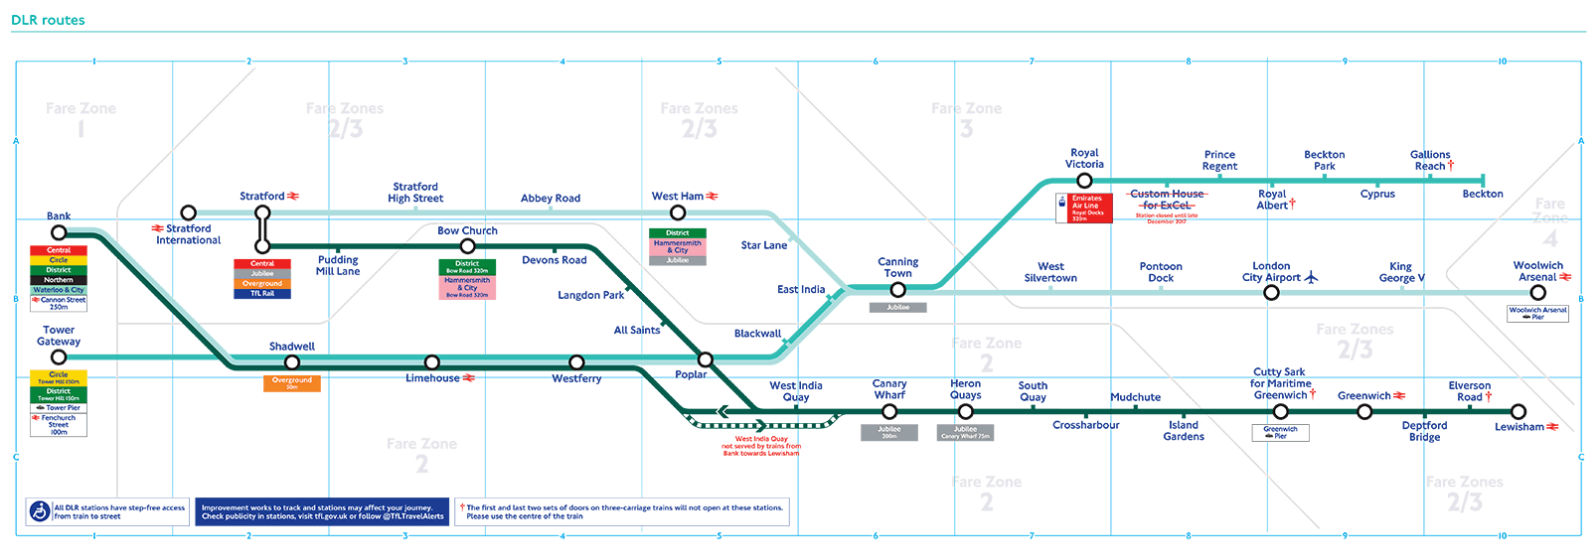 DLR routes
1
2
3
4
5
6
7
8
9
10
Fare Zone
1
Fare Zones
2/3
Fare Zones
2/3
Fare Zone
3
A
A
Royal
Victoria
Emirates
Air Line
Royal Docks
320m
Custom House
for ExCeL
Station closed until late
December 2017
Prince
Regent
Royal
Albert†
Beckton
Park
Cyprus
Gallions
Reach†
Beckton
Stratford
International
Stratford
Central
Jubilee
Overground
TfL Rail
Stratford
High Street
Abbey Road
West Ham
District
Hammersmith
& City
Jubilee
Fare
Zone
4
Bank
Central
Circle
District
Northern
Waterloo & City
Cannon Street
250m
Pudding
Mill Lane
Bow Church
District
Bow Road 320m
Hammersmith
& City
Bow Road 320m
Devons Road
Star Lane
Langdon Park
East India
Canning
Town
Jubilee
West
Silvertown
Pontoon
Dock
London
City Airport
King
George V
Woolwich
Arsenal
Woolwich Arsenal
Pier
B
B
All Saints
Blackwall
Fare Zone
2
Fare Zones
2/3
Tower
Gateway
Circle
Tower Hill 150m
District
Tower Hill 150m
Tower Pier
Fenchurch
Street
100m
Shadwell
Overground
50m
Limehouse
Westferry
Poplar
West India
Quay
West India Quay
not served by trains from
Bank towards Lewisham
Canary
Wharf
Jubilee
200m
Heron
Quays
Jubilee
Canary Wharf 75m
South
Quay
Crossharbour
Mudchute
Island
Gardens
Cutty Sark
for Maritime
Greenwich†
Greenwich
Pier
Greenwich
Deptford
Bridge
Elverson
Road†
Lewisham
Fare Zone
2
C
C
Fare Zone
2
Fare Zones
2/3
All DLR stations have step-free access
from train to street
Improvement works to track and stations may affect your journey.
Check publicity in stations, visit tfl.gov.uk or follow @TfLTravelAlerts
† The first and last two sets of doors on three-carriage trains will not open at these stations.
Please use the centre of the train
1
2
3
4
5
6
7
8
9
10